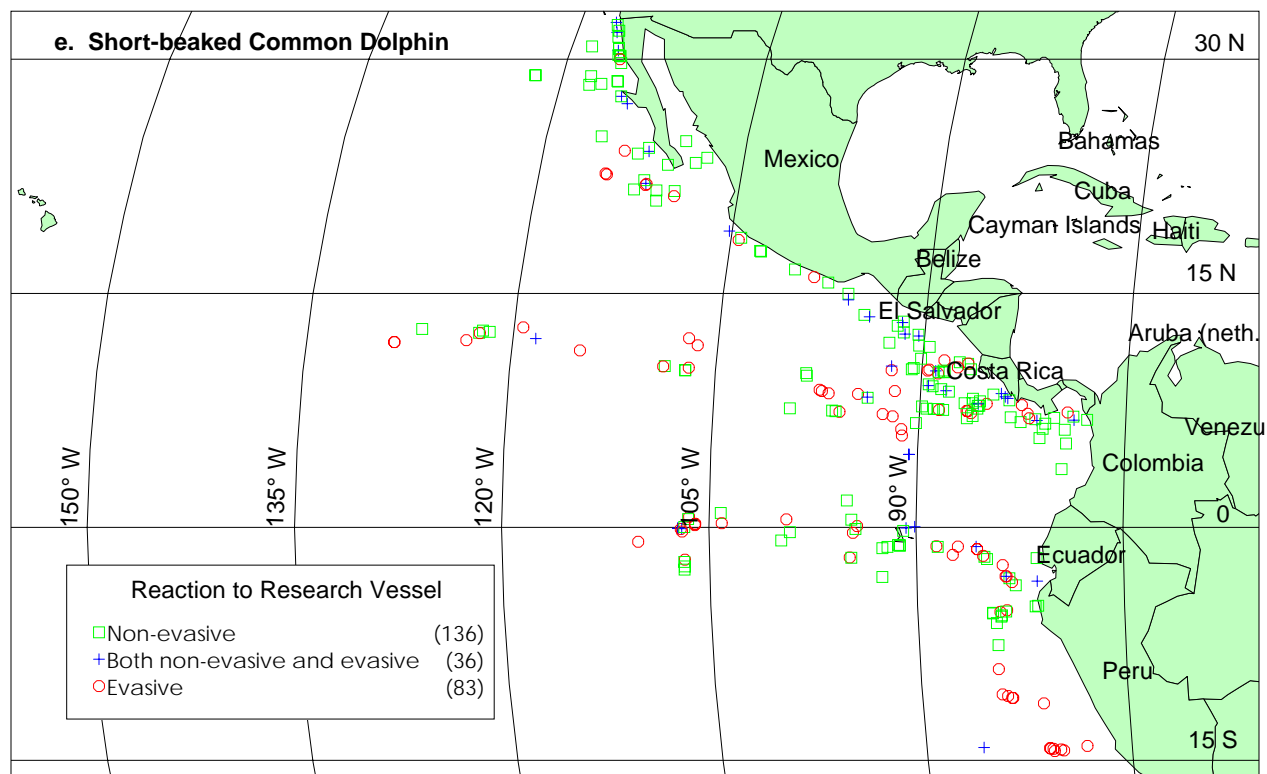 e. Short-beaked Common Dolphin
30 N
Bahamas
Mexico
Cuba
Cayman Islands
Haiti
Belize
15 N
El Salvador
Aruba (neth.
Costa Rica
Venezu
Colombia
150° W
135° W
120° W
105° W
90° W
0
Ecuador
Reaction to Research Vessel
Non-evasive (136)
Both non-evasive and evasive (36)
Evasive (83)
Peru
15 S